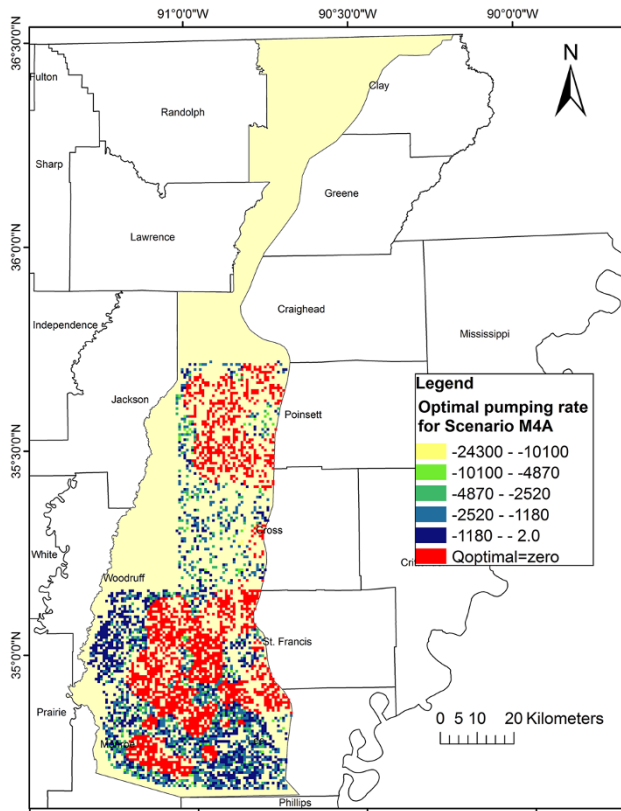 91°0'0"W 90°30'0"W 90°0'0"W
36°30'0"N
36°0'0"N
35°30'0"N
35°0'0"N
N
Fulton
Clay
Randolph
Sharp
Greene
Lawrence
Craighead
Independence
Mississippi
Jackson
Poinsett
Legend
Optimal pumping rate
for Scenario M4A
-24300 - -10100
-10100 - -4870
-4870 - -2520
-2520 - -1180
-1180 - - 2.0
Qoptimal=zero
Cross
White
Cri
Woodruff
St. Francis
Prairie
Monroe
Lee
0 5 10 20 Kilometers
Phillips